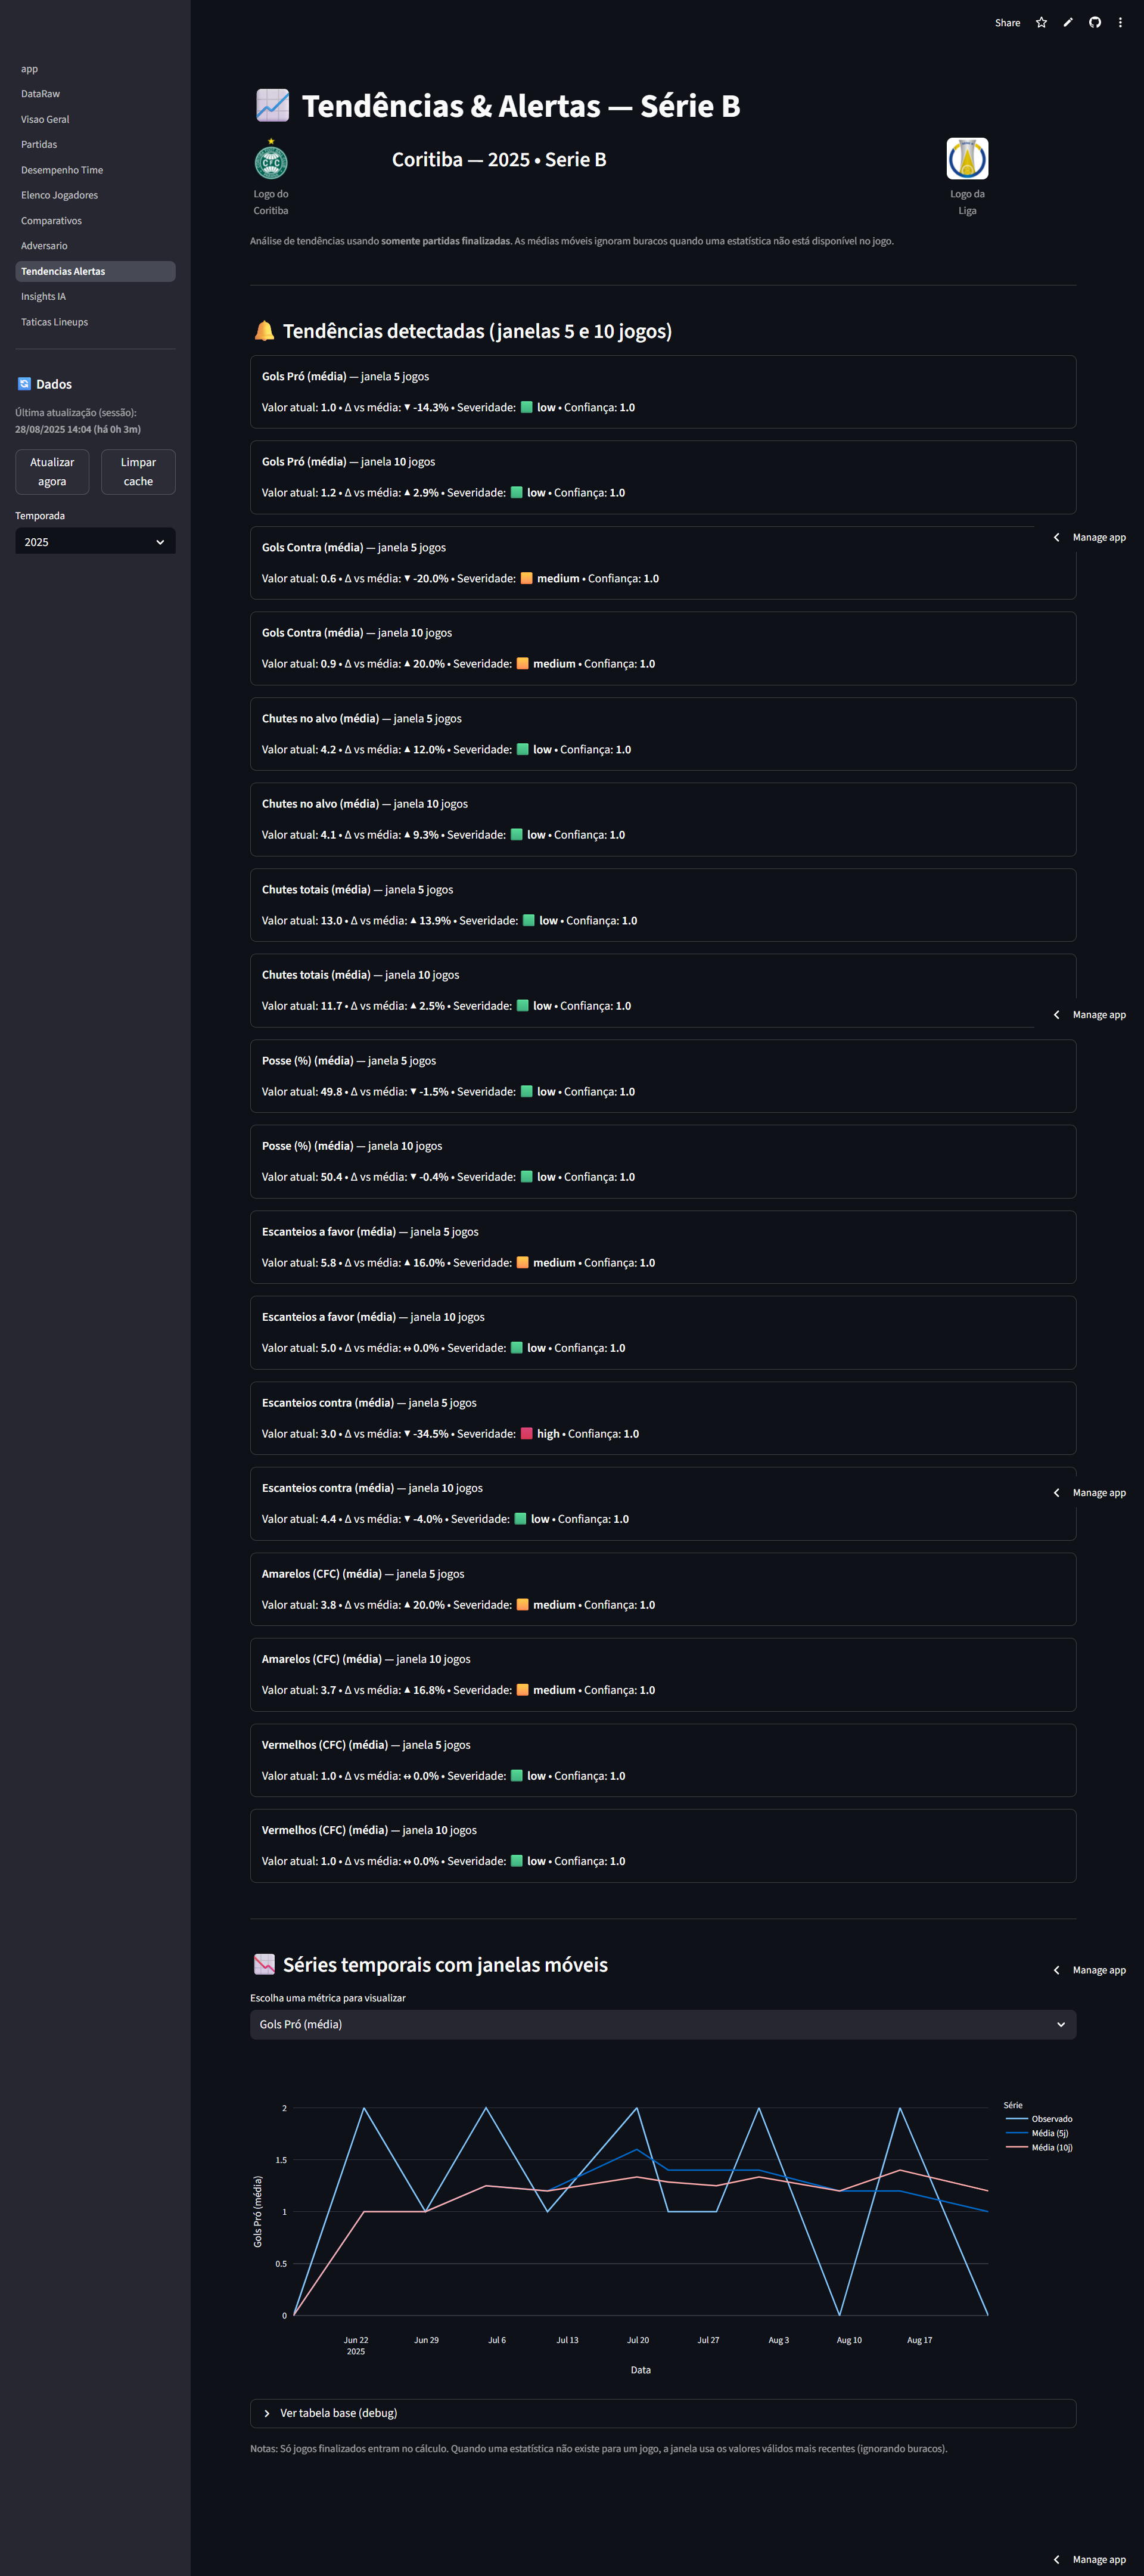 Share
app
DataRaw
Visao Geral
Partidas
Desempenho Time
Elenco Jogadores
Comparativos
Adversario
Tendencias Alertas
Insights IA
Taticas Lineups
Dados
Última atualização (sessão):
28/08/2025 14:04 (há 0h 3m)
Atualizar
agora
Limpar
cache
Temporada
2025
Tendências & Alertas — Série B
CFC
Logo do
Coritiba
Coritiba — 2025 • Serie B
Logo da
Liga
Análise de tendências usando somente partidas finalizadas. As médias móveis ignoram buracos quando uma estatística não está disponível no jogo.
Tendências detectadas (janelas 5 e 10 jogos)
Gols Pró (média) — janela 5 jogos
Valor atual: 1.0 • Δ vs média: ▼ -14.3% • Severidade: low • Confiança: 1.0
Gols Pró (média) — janela 10 jogos
Valor atual: 1.2 • Δ vs média: ▲ 2.9% • Severidade: low • Confiança: 1.0
Gols Contra (média) — janela 5 jogos
Manage app
Valor atual: 0.6 • Δ vs média: ▼ -20.0% • Severidade: medium • Confiança: 1.0
Gols Contra (média) — janela 10 jogos
Valor atual: 0.9 • Δ vs média: ▲ 20.0% • Severidade: medium • Confiança: 1.0
Chutes no alvo (média) — janela 5 jogos
Valor atual: 4.2 • Δ vs média: ▲ 12.0% • Severidade: low • Confiança: 1.0
Chutes no alvo (média) — janela 10 jogos
Valor atual: 4.1 • Δ vs média: ▲ 9.3% • Severidade: low • Confiança: 1.0
Chutes totais (média) — janela 5 jogos
Valor atual: 13.0 • Δ vs média: ▲ 13.9% • Severidade: low • Confiança: 1.0
Chutes totais (média) — janela 10 jogos
Valor atual: 11.7 • Δ vs média: ▲ 2.5% • Severidade: low • Confiança: 1.0
Manage app
Posse (%) (média) — janela 5 jogos
Valor atual: 49.8 • Δ vs média: ▼ -1.5% • Severidade: low • Confiança: 1.0
Posse (%) (média) — janela 10 jogos
Valor atual: 50.4 • Δ vs média: ▼ -0.4% • Severidade: low • Confiança: 1.0
Escanteios a favor (média) — janela 5 jogos
Valor atual: 5.8 • Δ vs média: ▲ 16.0% • Severidade: medium • Confiança: 1.0
Escanteios a favor (média) — janela 10 jogos
Valor atual: 5.0 • Δ vs média: ↔ 0.0% • Severidade: low • Confiança: 1.0
Escanteios contra (média) — janela 5 jogos
Valor atual: 3.0 • Δ vs média: ▼ -34.5% • Severidade: high • Confiança: 1.0
Escanteios contra (média) — janela 10 jogos
Manage app
Valor atual: 4.4 • Δ vs média: ▼ -4.0% • Severidade: low • Confiança: 1.0
Amarelos (CFC) (média) — janela 5 jogos
Valor atual: 3.8 • Δ vs média: ▲ 20.0% • Severidade: medium • Confiança: 1.0
Amarelos (CFC) (média) — janela 10 jogos
Valor atual: 3.7 • Δ vs média: ▲ 16.8% • Severidade: medium • Confiança: 1.0
Vermelhos (CFC) (média) — janela 5 jogos
Valor atual: 1.0 • Δ vs média: ↔ 0.0% • Severidade: low • Confiança: 1.0
Vermelhos (CFC) (média) — janela 10 jogos
Valor atual: 1.0 • Δ vs média: ↔ 0.0% • Severidade: low • Confiança: 1.0
Séries temporais com janelas móveis
Manage app
Escolha uma métrica para visualizar
Gols Pró (média)
Série
Observado
Média (5j)
Média (10j)
Gols Pró (média)
2
1.5
1
0.5
0
Jun 22
2025
Jun 29
Jul 6
Jul 13
Jul 20
Jul 27
Aug 3
Aug 10
Aug 17
Data
Ver tabela base (debug)
Notas: Só jogos finalizados entram no cálculo. Quando uma estatística não existe para um jogo, a janela usa os valores válidos mais recentes (ignorando buracos).
Manage app